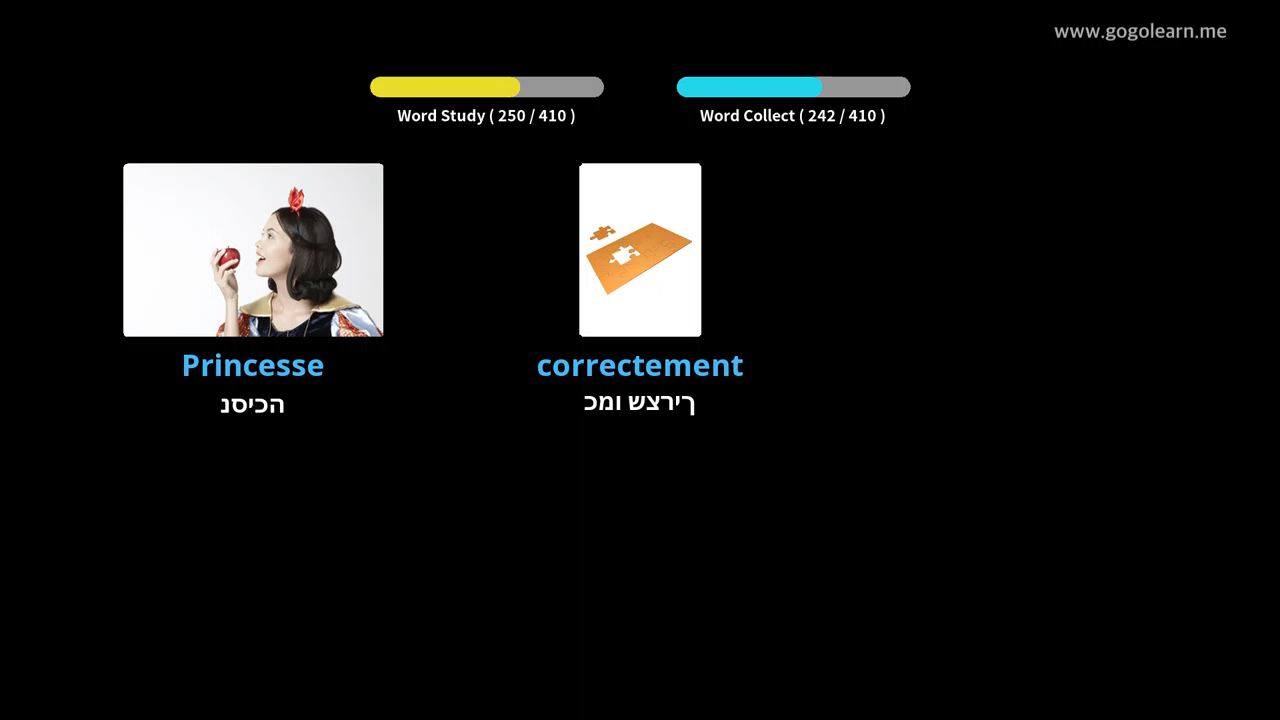 www.gogolearn.me
Word Study ( 250 / 410 )
Word Collect ( 242 / 410 )
Princesse
הכיסנ
correctement
ךירצש ומכ